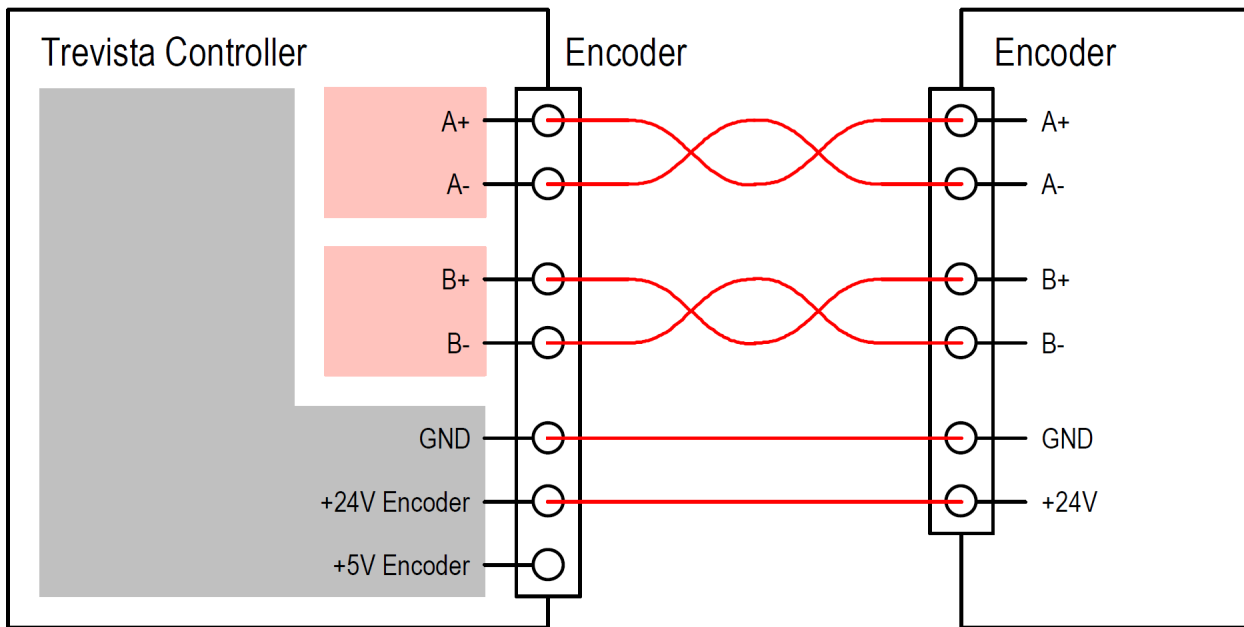 Trevista Controller
Encoder
Encoder
A+
A+
A-
A-
B+
B+
B-
B-
GND
GND
+24V Encoder
+24V
+5V Encoder